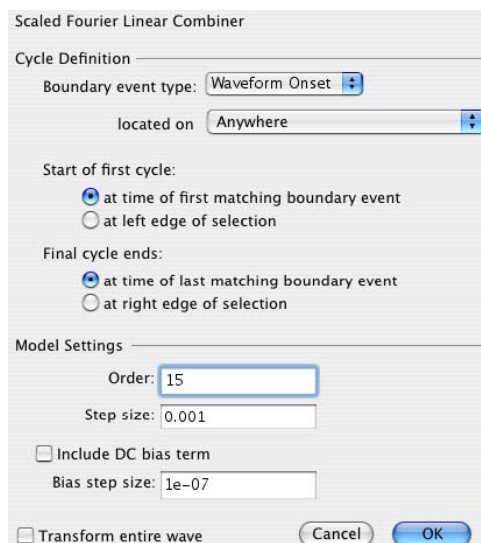 Scaled Fourier Linear Combiner
Cycle Definition
Boundary event type: Waveform Onset
located on Anywhere
Start of first cycle:
at time of first matching boundary event
at left edge of selection
Final cycle ends:
at time of last matching boundary event
at right edge of selection
Model Settings
Order: 15
Step size: 0.001
Include DC bias term
Bias step size: 1e-07
Transform entire wave Cancel OK